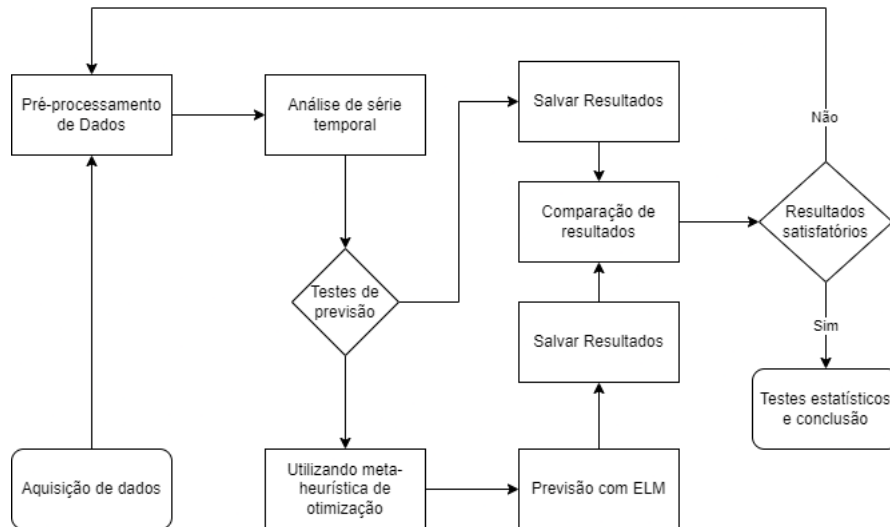 Pré-processamento
de Dados
Análise de série
temporal
Salvar Resultados
Não
Comparação de
resultados
Resultados
satisfatórios
Testes de
previsão
Salvar Resultados
Sim
Testes estatísticos
e conclusão
Aquisição de dados
Utilizando meta-
heurística de
otimização
Previsão com ELM